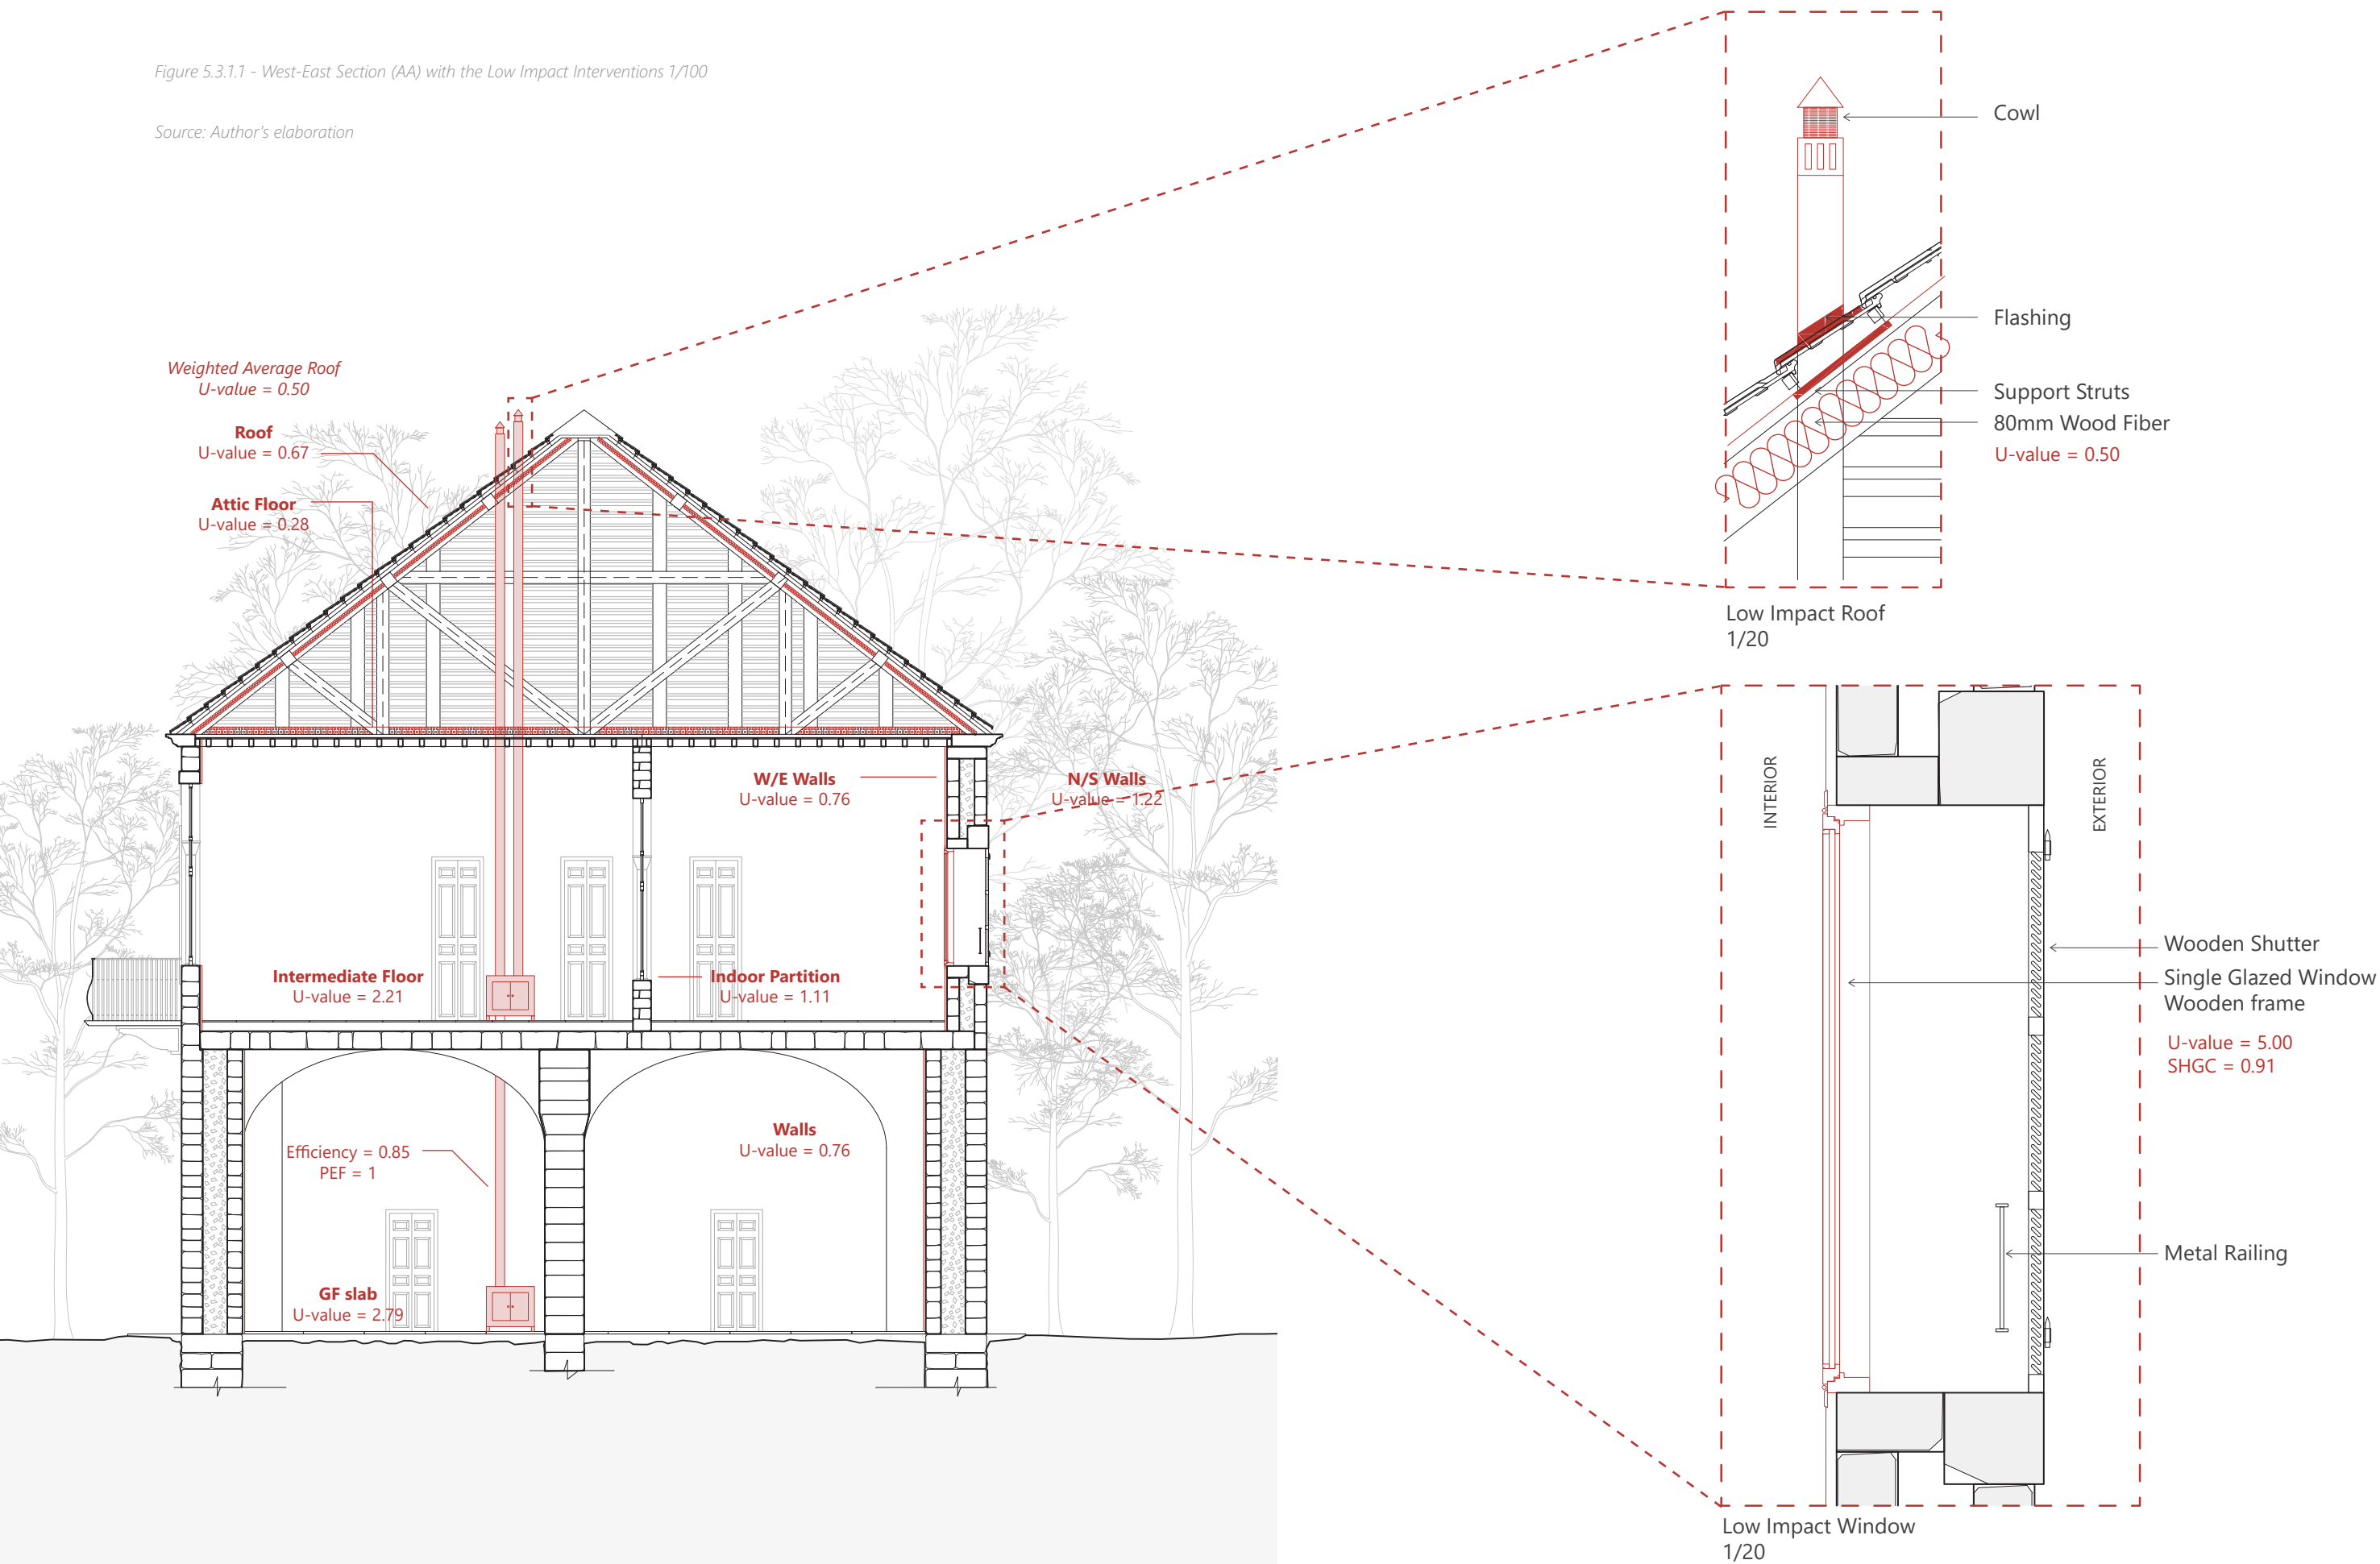 Figure 5.3.1.1 - West-East Section (AA) with the Low Impact Interventions 1/100
Source: Author's elaboration
Weighted Average Roof
U-value = 0.50
Roof
U-value = 0.67
Attic Floor
U-value = 0.28
W/E Walls
U-value = 0.76
N/S Walls
U-value = 1.22
Intermediate Floor
U-value = 2.21
Indoor Partition
U-value = 1.11
Efficiency = 0.85
PEF = 1
Walls
U-value = 0.76
GF slab
U-value = 2.79
Cowl
Flashing
Support Struts
80mm Wood Fiber
U-value = 0.50
Low Impact Roof
1/20
INTERIOR
EXTERIOR
Wooden Shutter
Single Glazed Window
Wooden frame
U-value = 5.00
SHGC = 0.91
Metal Railing
Low Impact Window
1/20